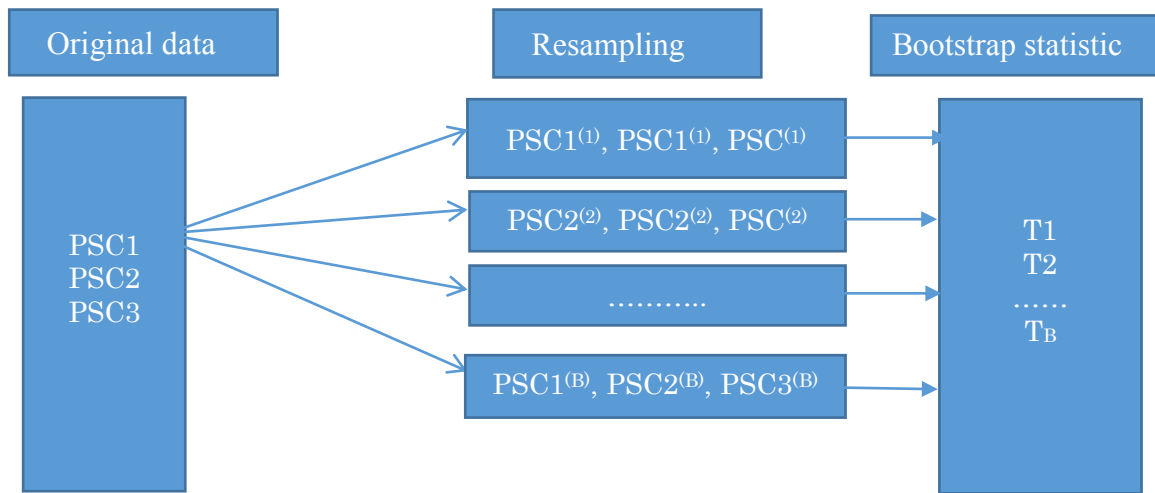 Original data
Resampling
Bootstrap statistic
PSC1
PSC2
PSC3
PSC1⁽¹⁾, PSC1⁽¹⁾, PSC⁽¹⁾
PSC2⁽²⁾, PSC2⁽²⁾, PSC⁽²⁾
………..
PSC1⁽ᴮ⁾, PSC2⁽ᴮ⁾, PSC3⁽ᴮ⁾
T1
T2
……
TB